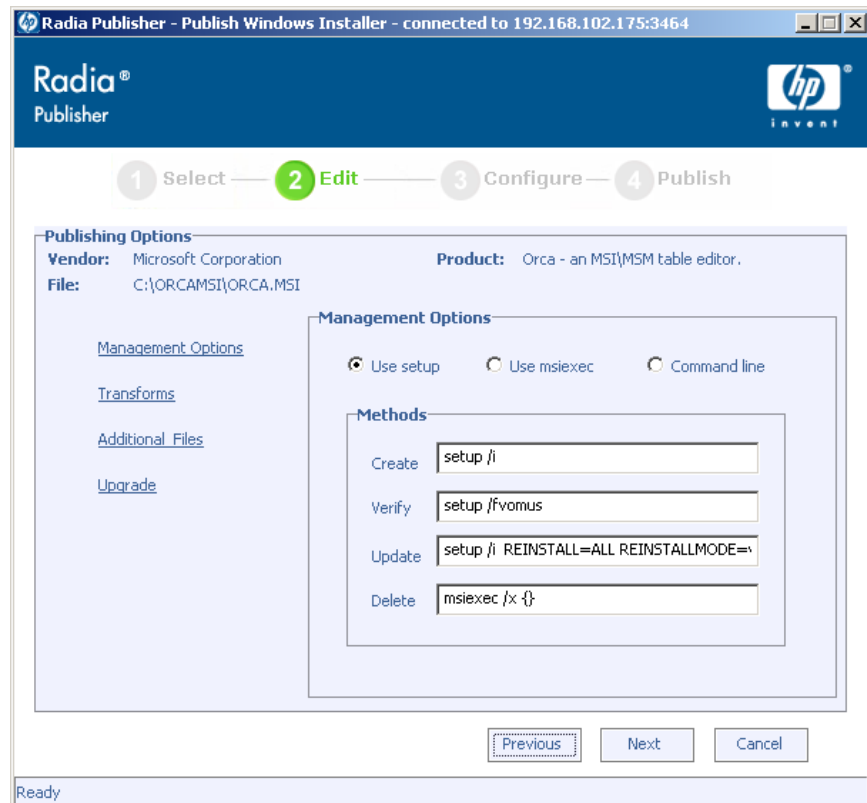 Radia Publisher - Publish Windows Installer - connected to 192.168.102.175:3464
Radia®
Publisher
hp®
invent
1 Select 2 Edit 3 Configure 4 Publish
Publishing Options
Vendor: Microsoft Corporation Product: Orca - an MSI\MSM table editor.
File: C:\ORCAMSI\ORCA.MSI
Management Options
Management Options
Use setup Use msiexec Command line
Transforms
Methods
Additional Files
Create setup /i
Upgrade
Verify setup /fvomus
Update setup /i REINSTALL=ALL REINSTALLMODE=
Delete msiexec /x {}
Previous Next Cancel
Ready